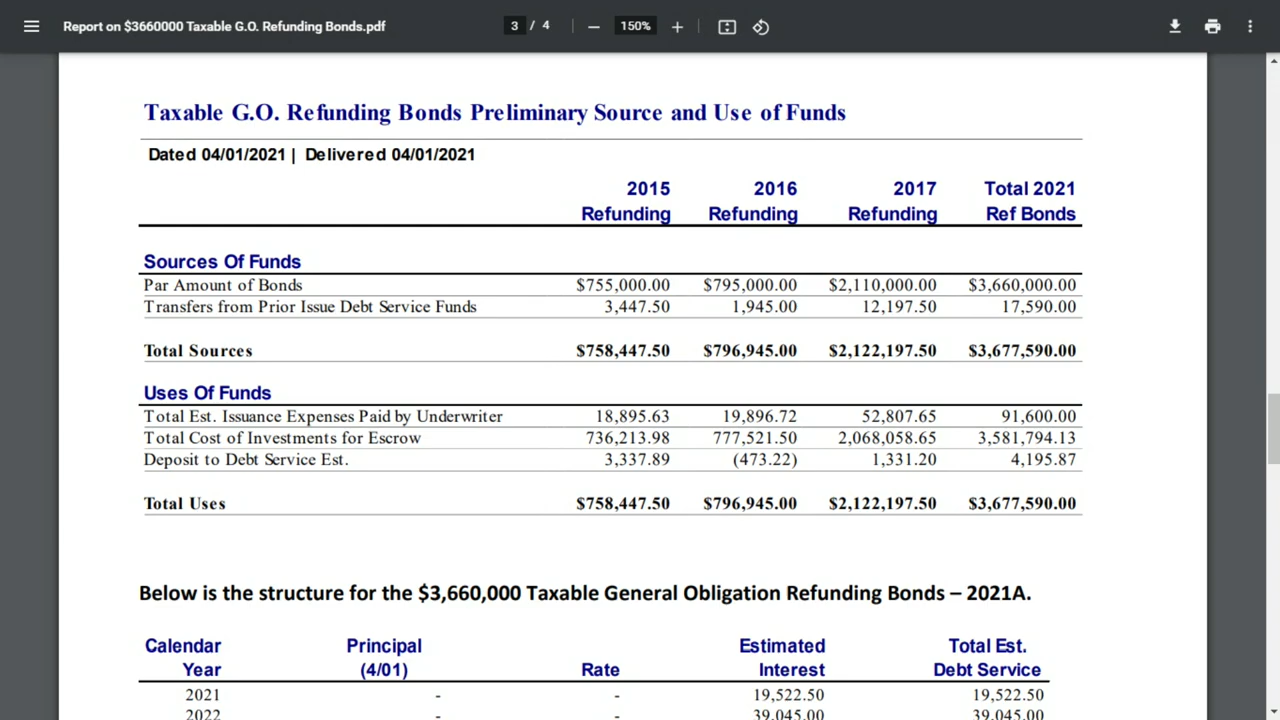 Report on $3660000 Taxable G.O. Refunding Bonds.pdf 3 / 4 150%
Taxable G.O. Refunding Bonds Preliminary Source and Use of Funds
Dated 04/01/2021 | Delivered 04/01/2021
2015 2016 2017 Total 2021
Refunding Refunding Refunding Ref Bonds
Sources Of Funds
Par Amount of Bonds $755,000.00 $795,000.00 $2,110,000.00 $3,660,000.00
Transfers from Prior Issue Debt Service Funds 3,447.50 1,945.00 12,197.50 17,590.00
Total Sources $758,447.50 $796,945.00 $2,122,197.50 $3,677,590.00
Uses Of Funds
Total Est. Issuance Expenses Paid by Underwriter 18,895.63 19,896.72 52,807.65 91,600.00
Total Cost of Investments for Escrow 736,213.98 777,521.50 2,068,058.65 3,581,794.13
Deposit to Debt Service Est. 3,337.89 (473.22) 1,331.20 4,195.87
Total Uses $758,447.50 $796,945.00 $2,122,197.50 $3,677,590.00
Below is the structure for the $3,660,000 Taxable General Obligation Refunding Bonds – 2021A.
Calendar Principal Estimated Total Est.
Year (4/01) Rate Interest Debt Service
2021 - - 19,522.50 19,522.50
2022 - - 39,045.00 39,045.00